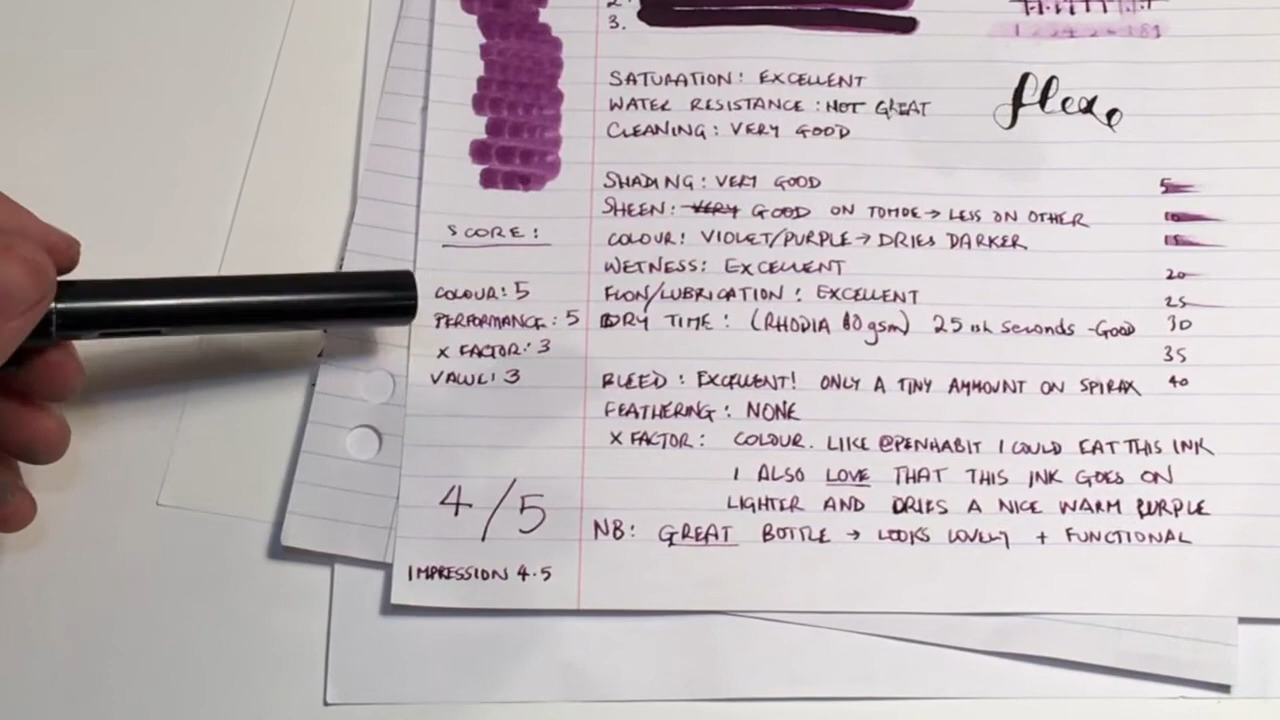 3.
SATURATION: EXCELLENT
WATER RESISTANCE: NOT GREAT
CLEANING: VERY GOOD
flex
SHADING: VERY GOOD
SHEEN: VERY GOOD ON TOMOE → LESS ON OTHER
COLOUR: VIOLET/PURPLE → DRIES DARKER
WETNESS: EXCELLENT
FLOW/LUBRICATION: EXCELLENT
DRY TIME: (RHODIA 80gsm) 25 ish seconds - GOOD
BLEED: EXCELLENT! ONLY A TINY AMMOUNT ON SPIRAX
FEATHERING: NONE
X FACTOR: COLOUR. LIKE @PENHABIT I COULD EAT THIS INK
I ALSO LOVE THAT THIS INK GOES ON
LIGHTER AND DRIES A NICE WARM PURPLE
NB: GREAT BOTTLE → LOOKS LOVELY + FUNCTIONAL
5
10
15
20
25
30
35
40
SCORE:
COLOUR: 5
PERFORMANCE: 5
X FACTOR: 3
VALUE: 3
4/5
IMPRESSION 4.5